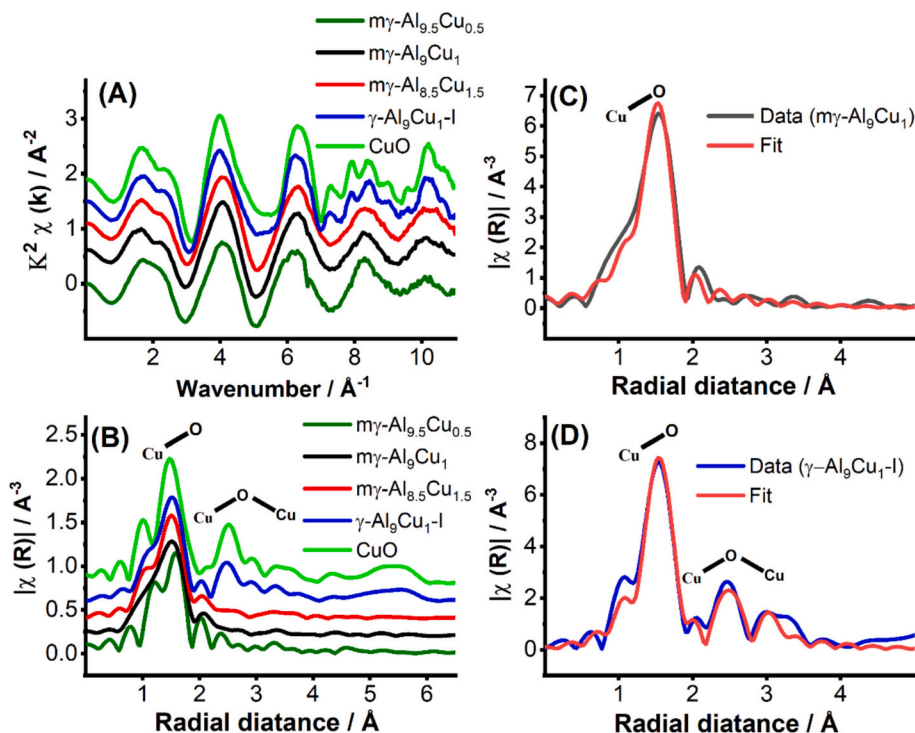 mγ-Al9.5Cu0.5
mγ-Al9Cu1
mγ-Al8.5Cu1.5
γ-Al9Cu1-I
CuO
(A)
K² χ (k) / A⁻²
3
2
1
0
2 4 6 8 10
Wavenumber / Å⁻¹
(C)
Cu O
Data (mγ-Al9Cu1)
Fit
|χ (R)| / A⁻³
7
6
5
4
3
2
1
0
1 2 3 4
Radial diatance / Å
(B)
Cu O
Cu O Cu
mγ-Al9.5Cu0.5
mγ-Al9Cu1
mγ-Al8.5Cu1.5
γ-Al9Cu1-I
CuO
|χ (R)| / A⁻³
2.5
2.0
1.5
1.0
0.5
0.0
1 2 3 4 5 6
Radial diatance / Å
(D)
Cu O
Cu O Cu
Data (γ–Al9Cu1-I)
Fit
|χ (R)| / A⁻³
8
6
4
2
0
1 2 3 4
Radial diatance / Å